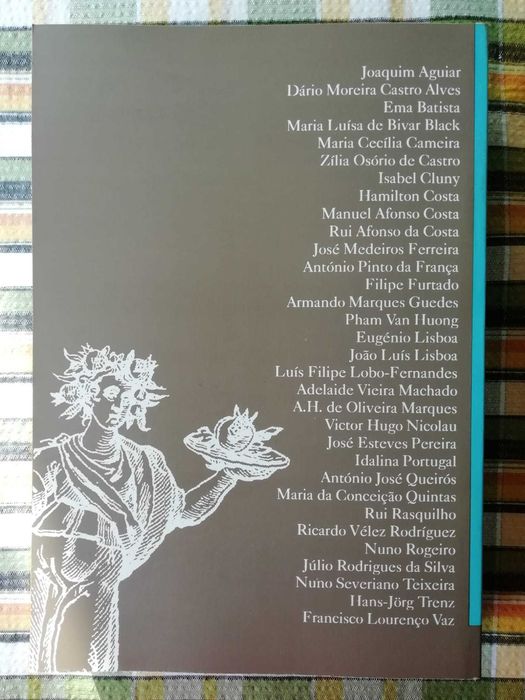 Joaquim Aguiar
Dário Moreira Castro Alves
Ema Batista
Maria Luísa de Bivar Black
Maria Cecília Cameira
Zília Osório de Castro
Isabel Cluny
Hamilton Costa
Manuel Afonso Costa
Rui Afonso da Costa
José Medeiros Ferreira
António Pinto da França
Filipe Furtado
Armando Marques Guedes
Pham Van Huong
Eugénio Lisboa
João Luís Lisboa
Luís Filipe Lobo-Fernandes
Adelaide Vieira Machado
A.H. de Oliveira Marques
Victor Hugo Nicolau
José Esteves Pereira
Idalina Portugal
António José Queirós
Maria da Conceição Quintas
Rui Rasquilho
Ricardo Vélez Rodríguez
Nuno Rogeiro
Júlio Rodrigues da Silva
Nuno Severiano Teixeira
Hans-Jörg Trenz
Francisco Lourenço Vaz